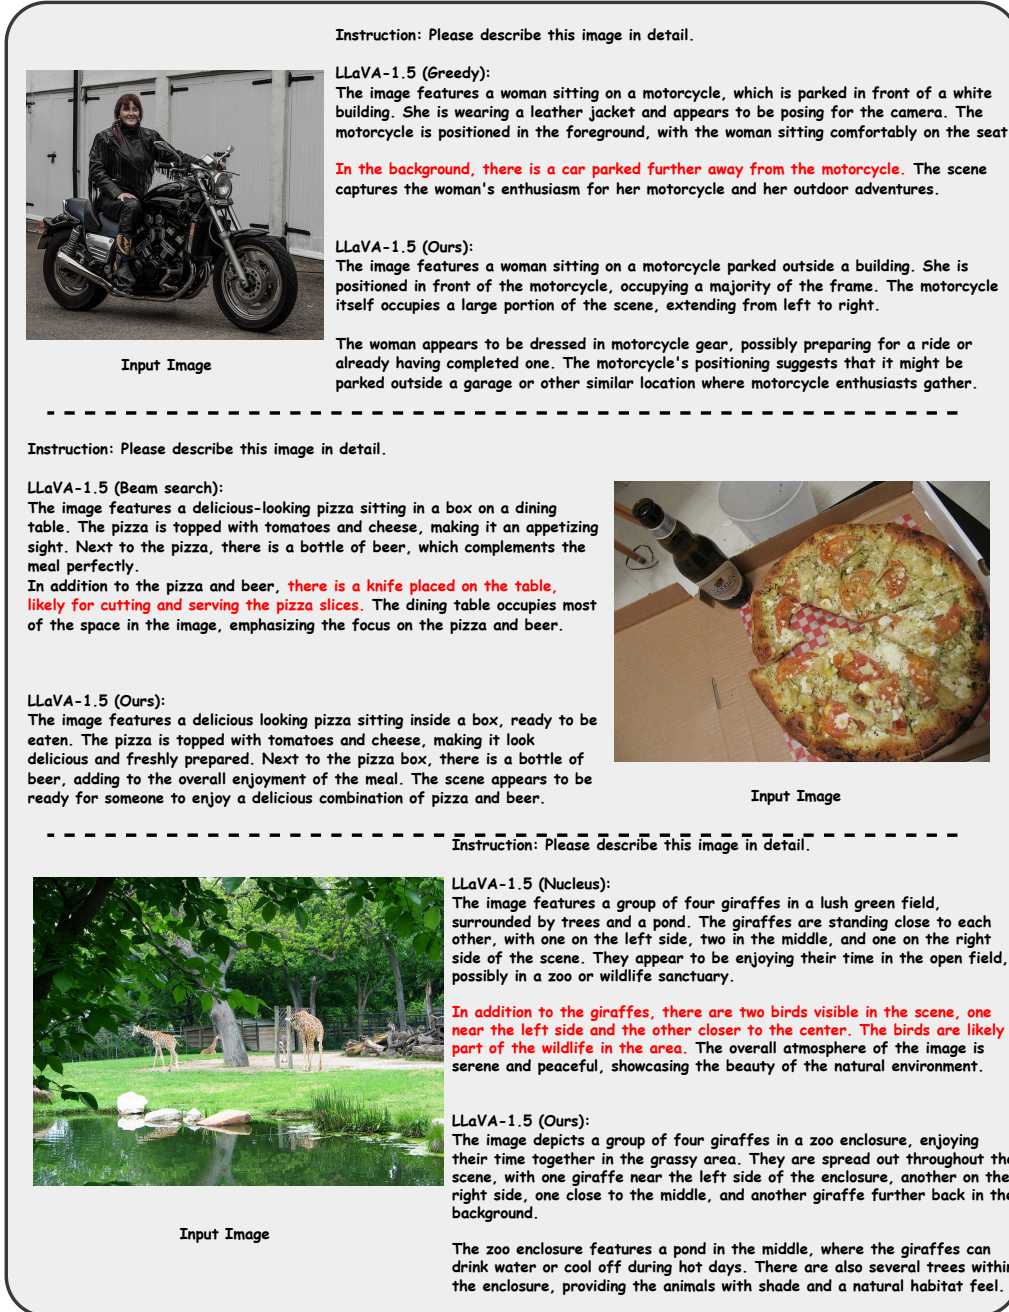 Instruction: Please describe this image in detail.
LLaVA-1.5 (Greedy):
The image features a woman sitting on a motorcycle, which is parked in front of a white
building. She is wearing a leather jacket and appears to be posing for the camera. The
motorcycle is positioned in the foreground, with the woman sitting comfortably on the seat
In the background, there is a car parked further away from the motorcycle. The scene
captures the woman's enthusiasm for her motorcycle and her outdoor adventures.
LLaVA-1.5 (Ours):
The image features a woman sitting on a motorcycle parked outside a building. She is
positioned in front of the motorcycle, occupying a majority of the frame. The motorcycle
itself occupies a large portion of the scene, extending from left to right.
The woman appears to be dressed in motorcycle gear, possibly preparing for a ride or
already having completed one. The motorcycle's positioning suggests that it might be
parked outside a garage or other similar location where motorcycle enthusiasts gather.
Input Image
Instruction: Please describe this image in detail.
LLaVA-1.5 (Beam search):
The image features a delicious-looking pizza sitting in a box on a dining
table. The pizza is topped with tomatoes and cheese, making it an appetizing
sight. Next to the pizza, there is a bottle of beer, which complements the
meal perfectly.
In addition to the pizza and beer, there is a knife placed on the table,
likely for cutting and serving the pizza slices. The dining table occupies most
of the space in the image, emphasizing the focus on the pizza and beer.
LLaVA-1.5 (Ours):
The image features a delicious looking pizza sitting inside a box, ready to be
eaten. The pizza is topped with tomatoes and cheese, making it look
delicious and freshly prepared. Next to the pizza box, there is a bottle of
beer, adding to the overall enjoyment of the meal. The scene appears to be
ready for someone to enjoy a delicious combination of pizza and beer.
Input Image
Instruction: Please describe this image in detail.
LLaVA-1.5 (Nucleus):
The image features a group of four giraffes in a lush green field,
surrounded by trees and a pond. The giraffes are standing close to each
other, with one on the left side, two in the middle, and one on the right
side of the scene. They appear to be enjoying their time in the open field,
possibly in a zoo or wildlife sanctuary.
In addition to the giraffes, there are two birds visible in the scene, one
near the left side and the other closer to the center. The birds are likely
part of the wildlife in the area. The overall atmosphere of the image is
serene and peaceful, showcasing the beauty of the natural environment.
LLaVA-1.5 (Ours):
The image depicts a group of four giraffes in a zoo enclosure, enjoying
their time together in the grassy area. They are spread out throughout the
scene, with one giraffe near the left side of the enclosure, another on the
right side, one close to the middle, and another giraffe further back in the
background.
The zoo enclosure features a pond in the middle, where the giraffes can
drink water or cool off during hot days. There are also several trees within
the enclosure, providing the animals with shade and a natural habitat feel.
Input Image